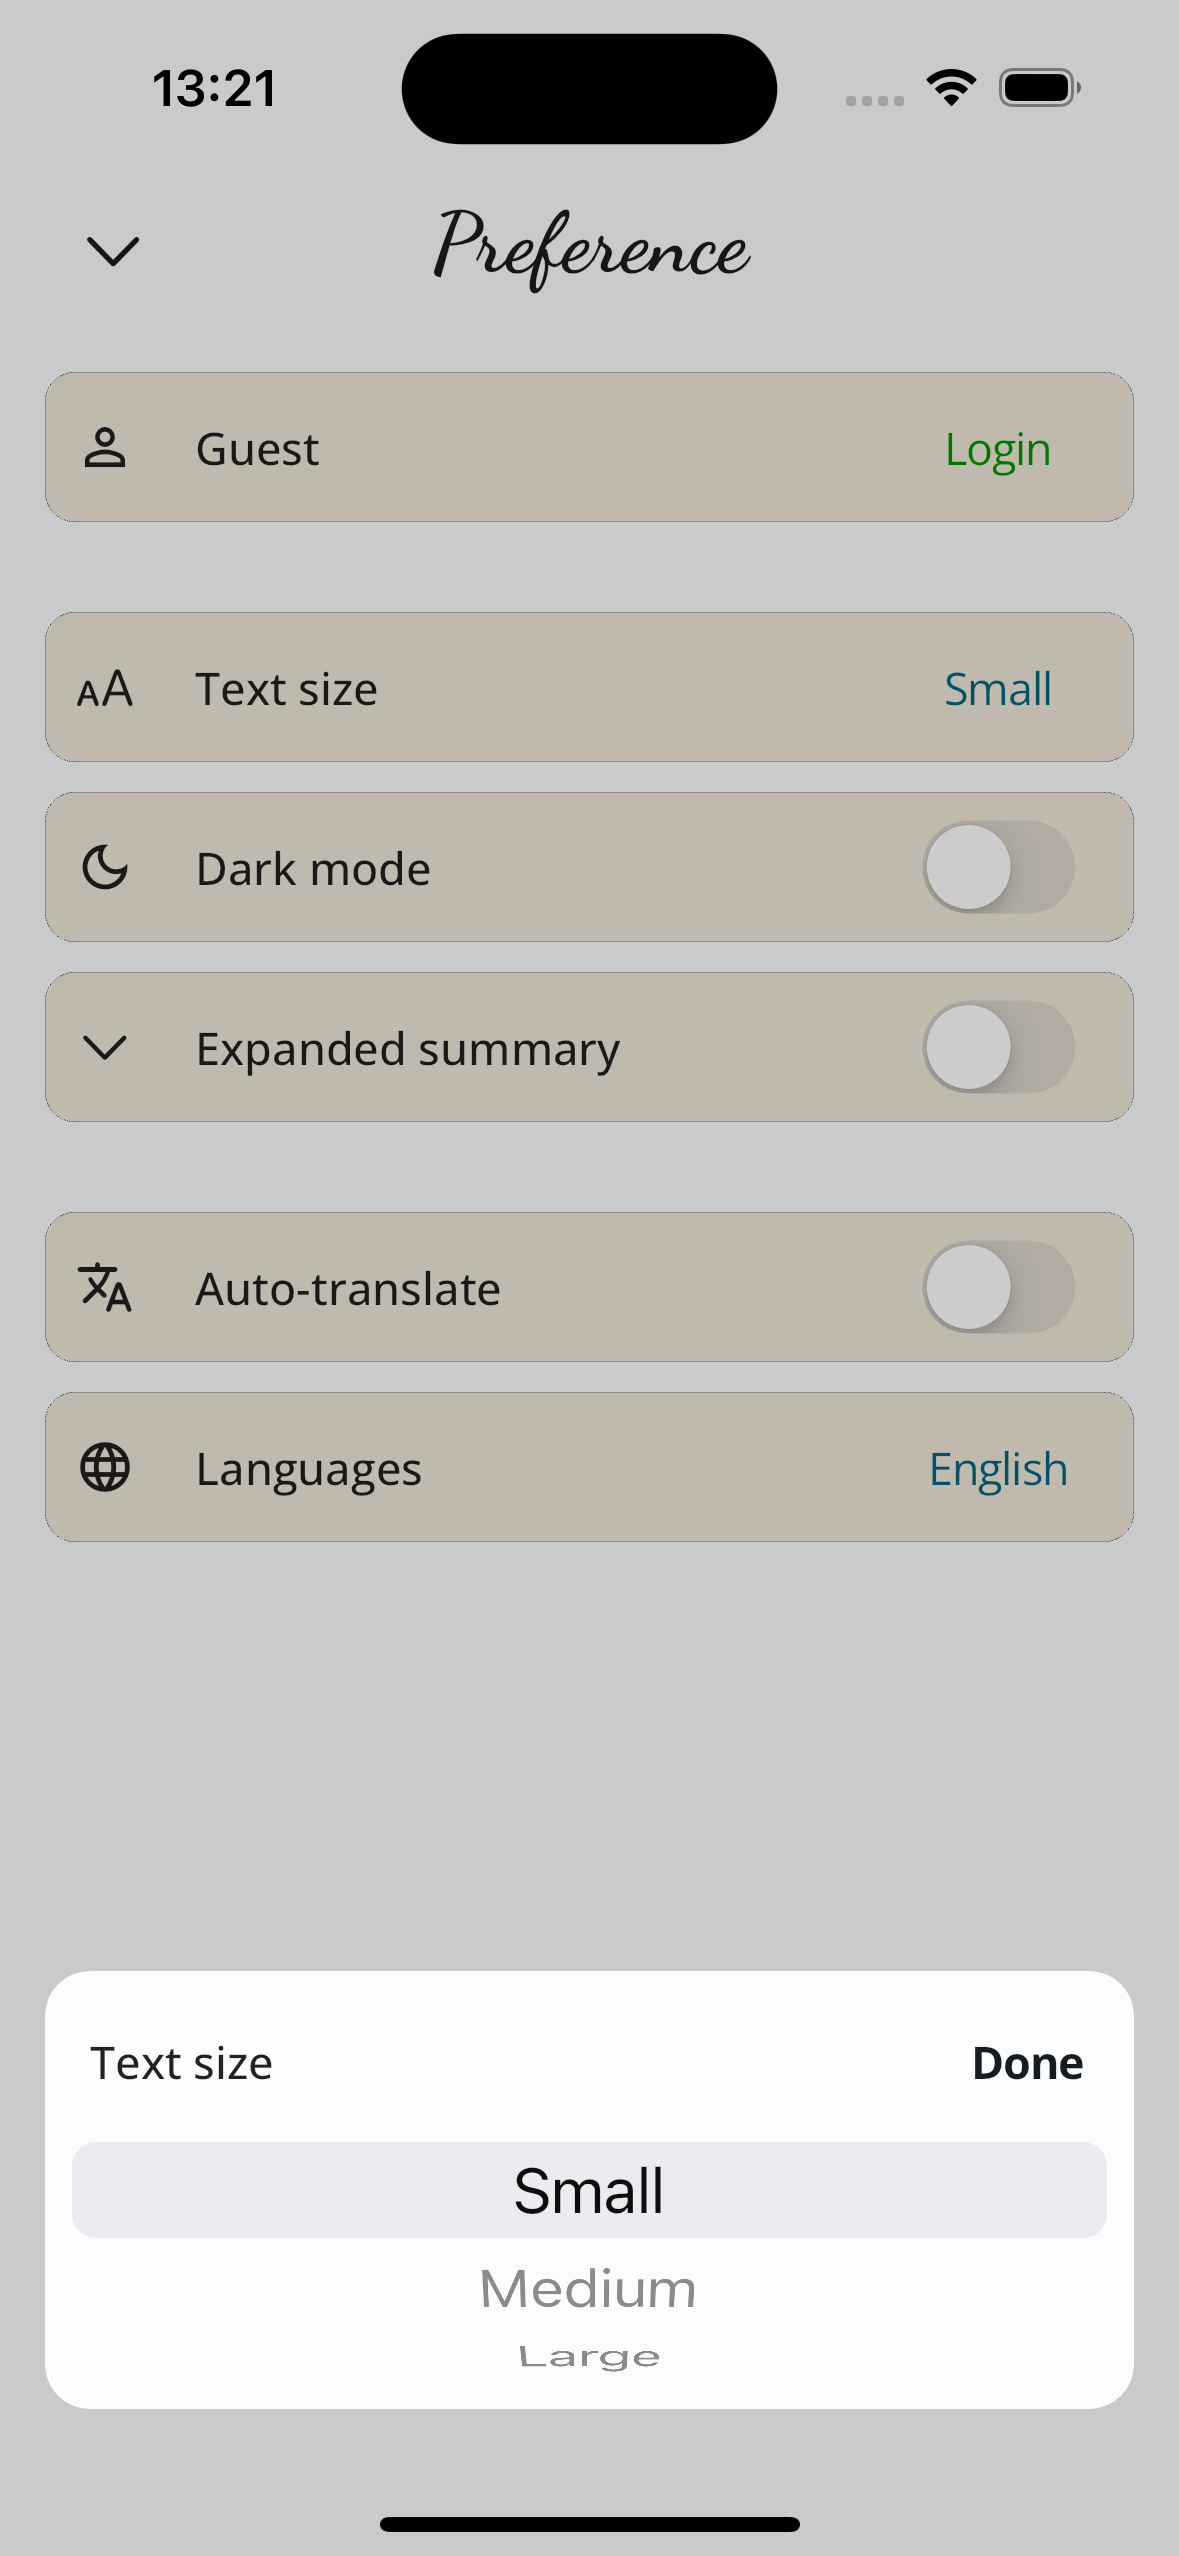 13:21
Preference
Guest Login
Text size Small
Dark mode
Expanded summary
Auto-translate
Languages English
Text size Done
Small
Medium
Large